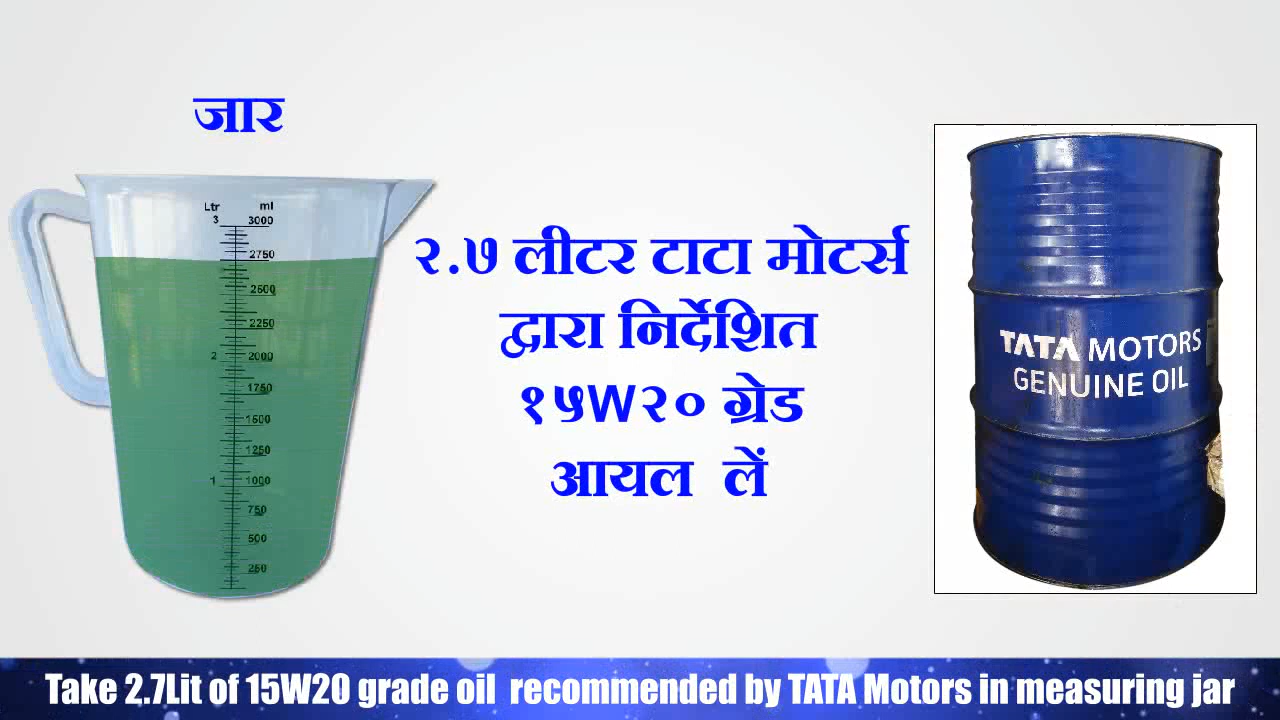 जार
Ltr ml
3 3000
2750
2500
2250
2 2000
1750
1500
1250
1 1000
750
500
250
२.७ लीटर टाटा मोटर्स
द्वारा निर्देशित
१५W२० ग्रेड
आयल लें
TATA MOTORS
GENUINE OIL
Take 2.7Lit of 15W20 grade oil recommended by TATA Motors in measuring jar